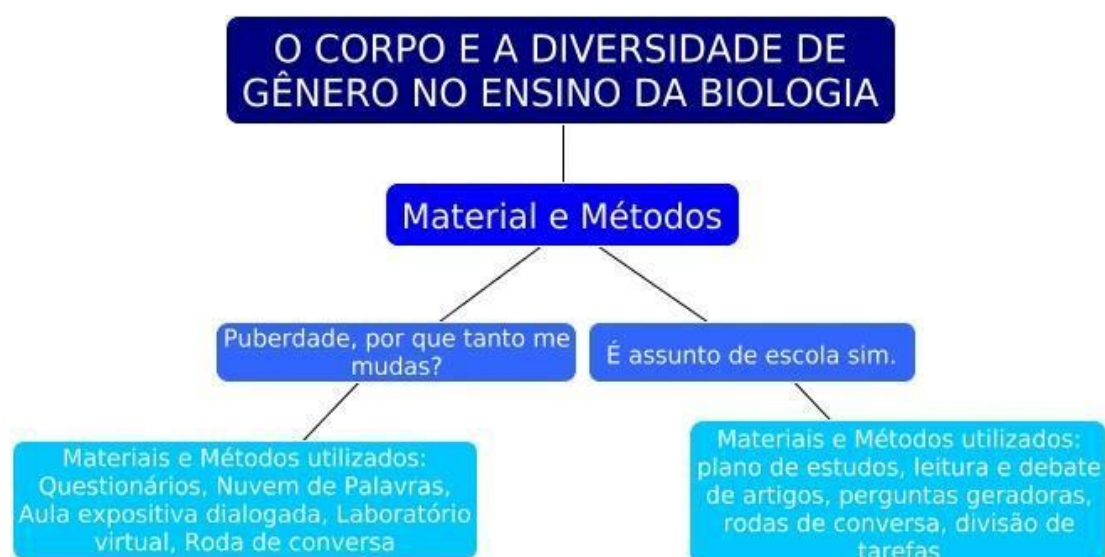 O CORPO E A DIVERSIDADE DE
GÊNERO NO ENSINO DA BIOLOGIA
Material e Métodos
Puberdade, por que tanto me
mudas?
É assunto de escola sim.
Materiais e Métodos utilizados:
Questionários, Nuvem de Palavras,
Aula expositiva dialogada, Laboratório
virtual, Roda de conversa
Materiais e Métodos utilizados:
plano de estudos, leitura e debate
de artigos, perguntas geradoras,
rodas de conversa, divisão de
tarefas